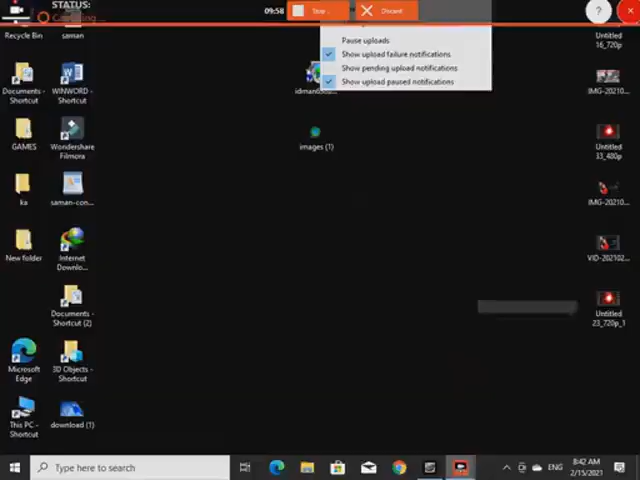 STATUS:
09:58
Stop
Discard
Pause uploads
Show upload failure notifications
Show pending upload notifications
Show upload paused notifications
Recycle Bin
saman
Untitled
16_720p
Documents -
Shortcut
WINWORD -
Shortcut
IMG-20210...
GAMES
Wondershare
Filmora
images (1)
Untitled
33_480p
ka
saman-con...
IMG-20210...
New folder
Internet
Downlo...
VID-202102...
Documents -
Shortcut (2)
Untitled
23_720p_1
Microsoft
Edge
3D Objects -
Shortcut
This PC -
Shortcut
download (1)
Type here to search
ENG
8:42 AM
2/15/2021